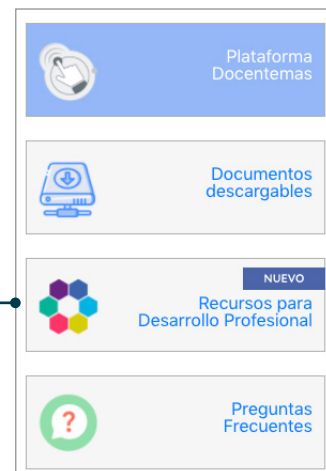 Plataforma
Docentemas
Documentos
descargables
NUEVO
Recursos para
Desarrollo Profesional
?
Preguntas
Frecuentes